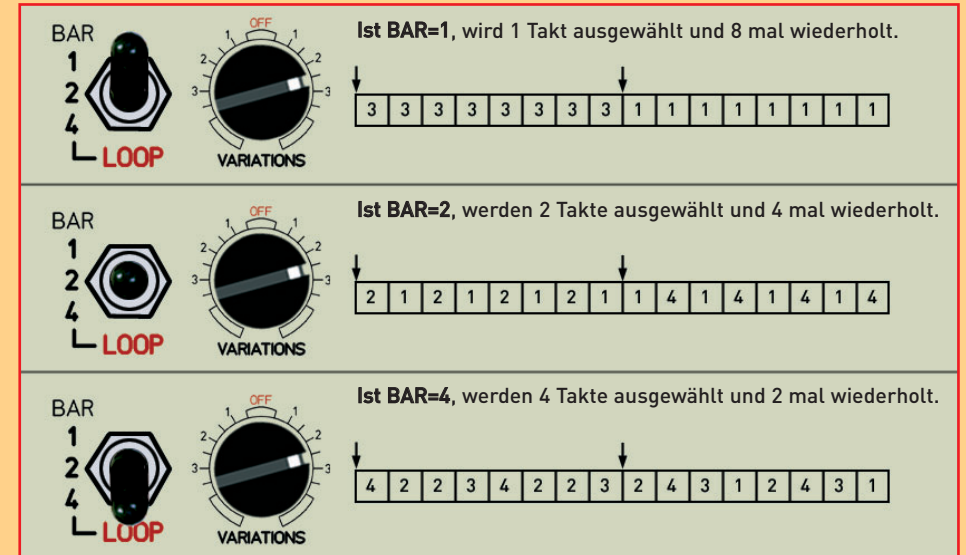 BAR
1
2
4
LOOP
OFF
1 1
2 2
3 3
VARIATIONS
Ist BAR=1, wird 1 Takt ausgewählt und 8 mal wiederholt.
3 3 3 3 3 3 3 3 1 1 1 1 1 1 1 1
BAR
1
2
4
LOOP
OFF
1 1
2 2
3 3
VARIATIONS
Ist BAR=2, werden 2 Takte ausgewählt und 4 mal wiederholt.
2 1 2 1 2 1 2 1 1 4 1 4 1 4 1 4
BAR
1
2
4
LOOP
OFF
1 1
2 2
3 3
VARIATIONS
Ist BAR=4, werden 4 Takte ausgewählt und 2 mal wiederholt.
4 2 2 3 4 2 2 3 2 4 3 1 2 4 3 1